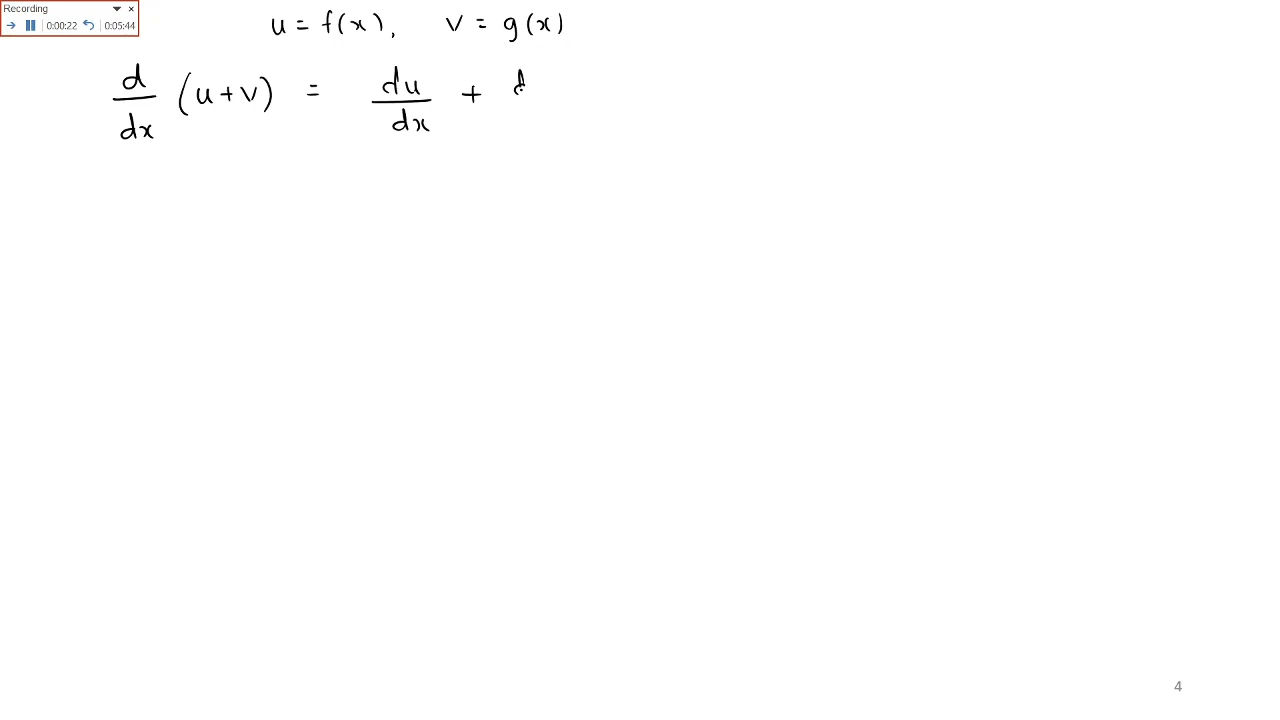 Recording
0:00:22 0:05:44
u = f(x), v = g(x)
d/dx (u + v) = du/dx + d
4